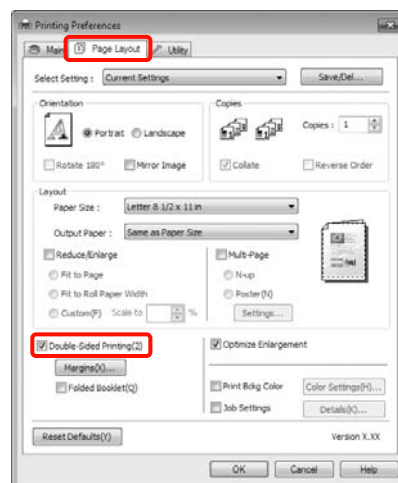 Printing Preferences
Main Page Layout Utility
Select Setting : Current Settings Save/Del...
Orientation Copies
Portrait Landscape Copies : 1
Rotate 180° Mirror Image Collate Reverse Order
Layout
Paper Size : Letter 8 1/2 x 11 in
Output Paper : Same as Paper Size
Reduce/Enlarge Multi-Page
Fit to Page N-up
Fit to Roll Paper Width Poster(N)
Custom(F) Scale to % Settings...
Double-Sided Printing(2) Optimize Enlargement
Margins(X)...
Folded Booklet(Q) Print Bckg Color Color Settings(H)...
Job Settings Details(K)...
Reset Defaults(Y) Version X.XX
OK Cancel Help